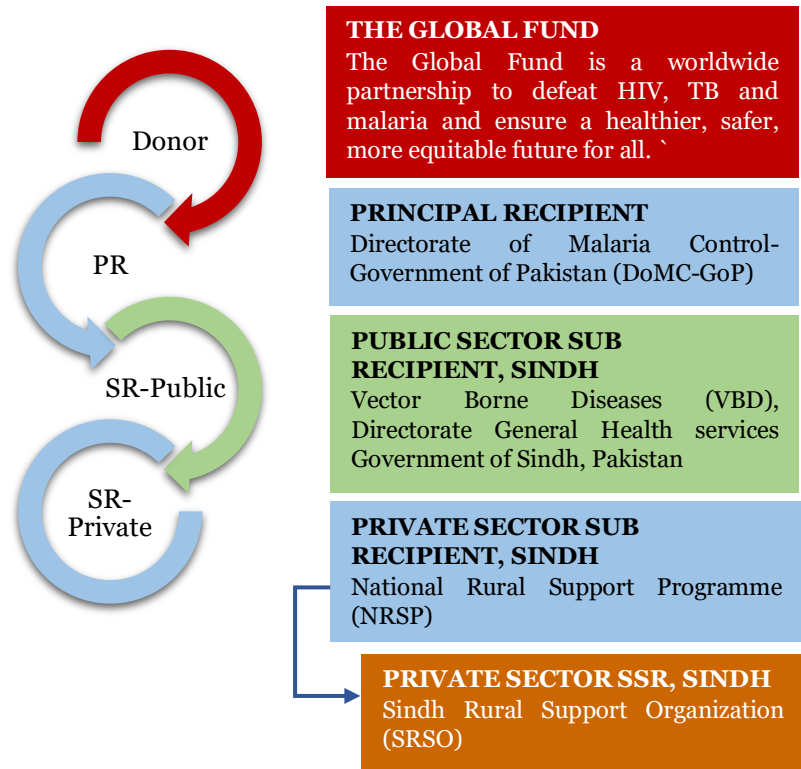 Donor
PR
SR-Public
SR-
Private
THE GLOBAL FUND
The Global Fund is a worldwide
partnership to defeat HIV, TB and
malaria and ensure a healthier, safer,
more equitable future for all. `
PRINCIPAL RECIPIENT
Directorate of Malaria Control-
Government of Pakistan (DoMC-GoP)
PUBLIC SECTOR SUB
RECIPIENT, SINDH
Vector Borne Diseases (VBD),
Directorate General Health services
Government of Sindh, Pakistan
PRIVATE SECTOR SUB
RECIPIENT, SINDH
National Rural Support Programme
(NRSP)
PRIVATE SECTOR SSR, SINDH
Sindh Rural Support Organization
(SRSO)